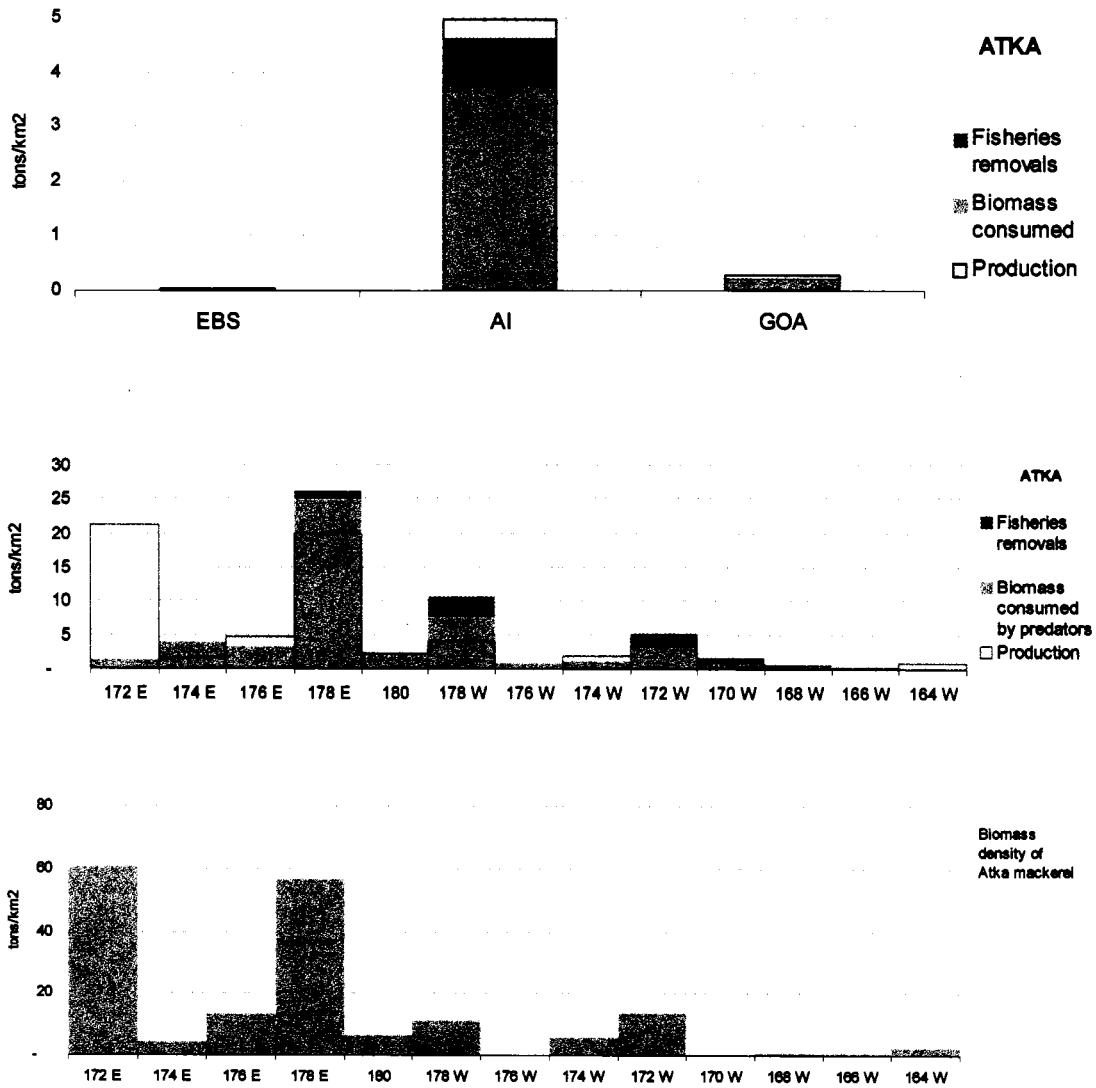 5
4
3
2
1
0
tons/km2
EBS
AI
GOA
ATKA
Fisheries
removals
Biomass
consumed
Production
30
25
20
15
10
5
-
tons/km2
172 E 174 E 176 E 178 E 180 178 W 176 W 174 W 172 W 170 W 168 W 166 W 164 W
ATKA
Fisheries
removals
Biomass
consumed
by predators
Production
80
60
40
20
-
tons/km2
172 E 174 E 176 E 178 E 180 178 W 176 W 174 W 172 W 170 W 168 W 166 W 164 W
Biomass
density of
Atka mackerel